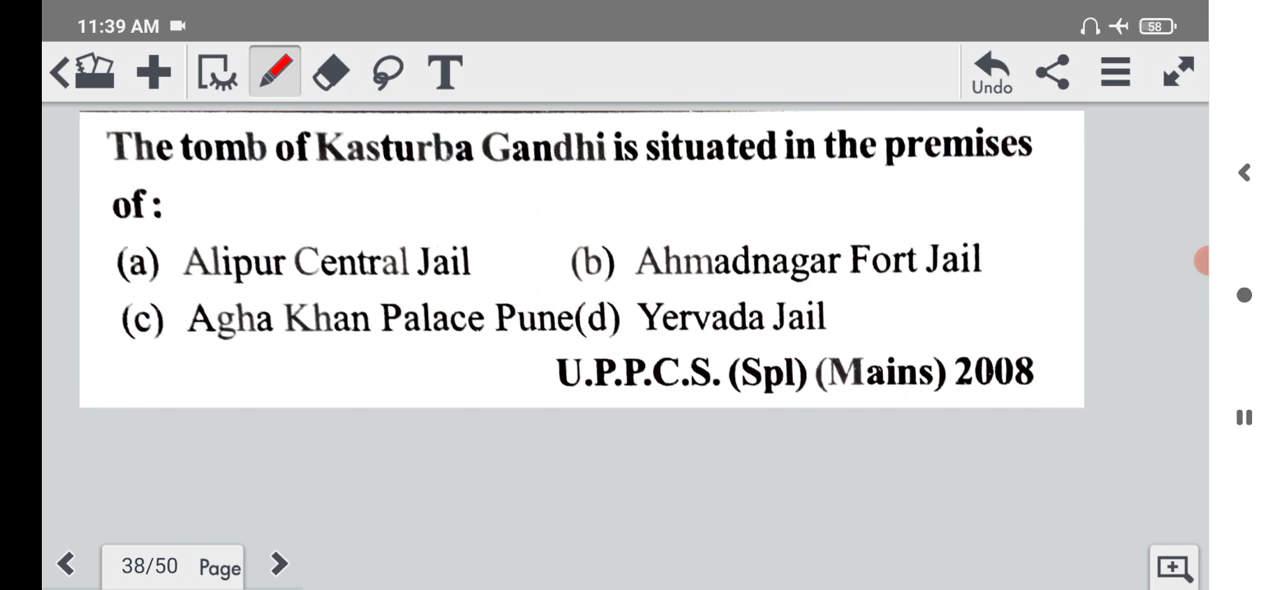 11:39 AM
58
T
Undo
The tomb of Kasturba Gandhi is situated in the premises
of :
(a) Alipur Central Jail (b) Ahmadnagar Fort Jail
(c) Agha Khan Palace Pune(d) Yervada Jail
U.P.P.C.S. (Spl) (Mains) 2008
38/50 Page